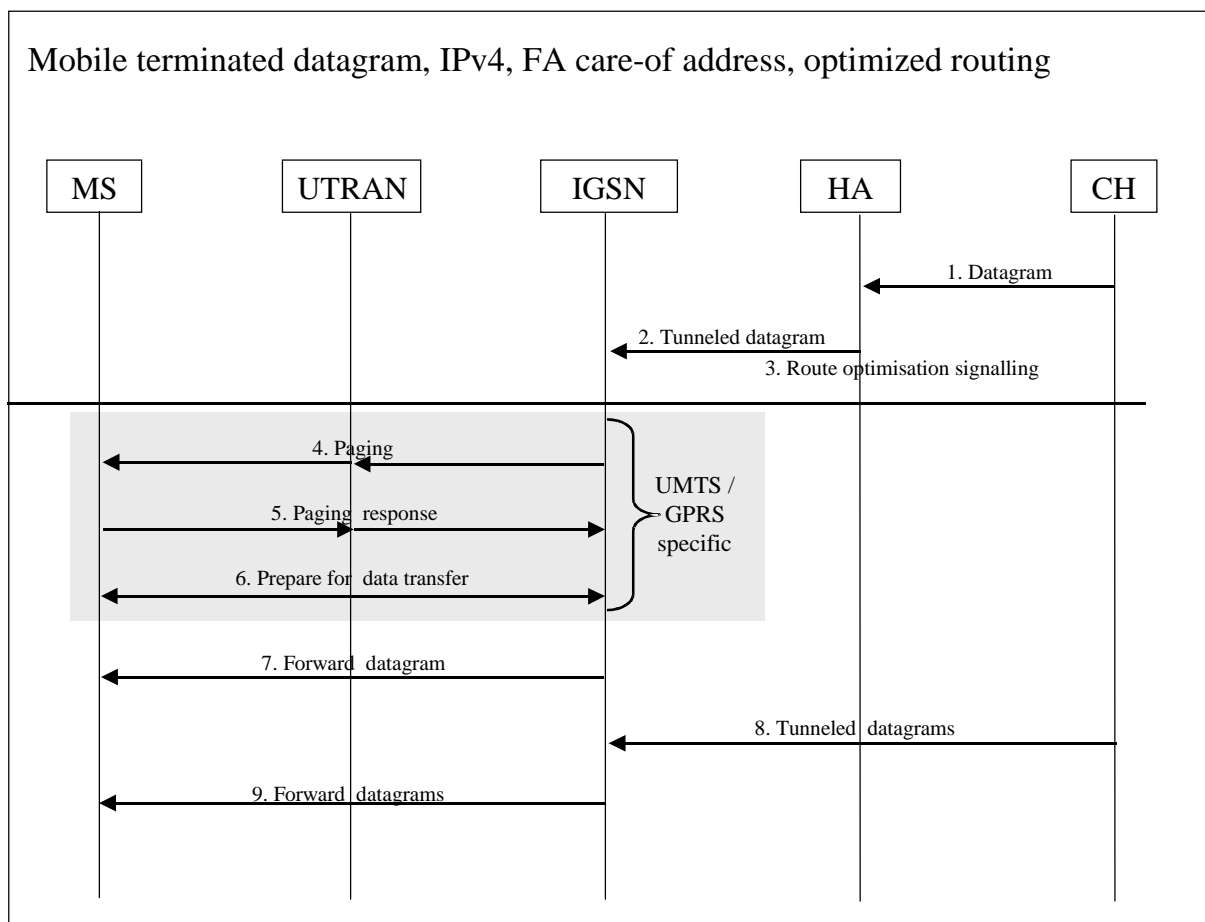 Mobile terminated datagram, IPv4, FA care-of address, optimized routing
MS
UTRAN
IGSN
HA
CH
1. Datagram
2. Tunneled datagram
3. Route optimisation signalling
4. Paging
5. Paging response
6. Prepare for data transfer
UMTS /
GPRS
specific
7. Forward datagram
8. Tunneled datagrams
9. Forward datagrams